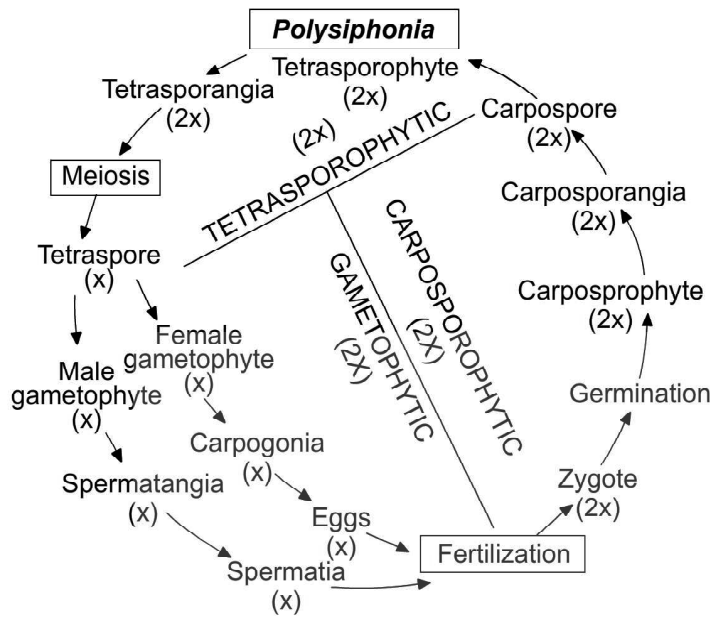 Polysiphonia
Tetrasporophyte
(2x)
Tetrasporangia
(2x)
Meiosis
Tetraspore
(x)
Male
gametophyte
(x)
Female
gametophyte
(x)
Spermatangia
(x)
Carpogonia
(x)
Eggs
(x)
Spermatia
(x)
Fertilization
Zygote
(2x)
Germination
Carposprophyte
(2x)
Carposporangia
(2x)
Carpospore
(2x)
(2x)
TETRASPOROPHYTIC
GAMETOPHYTIC
(2X)
CARPOSPOROPHYTIC
(2X)